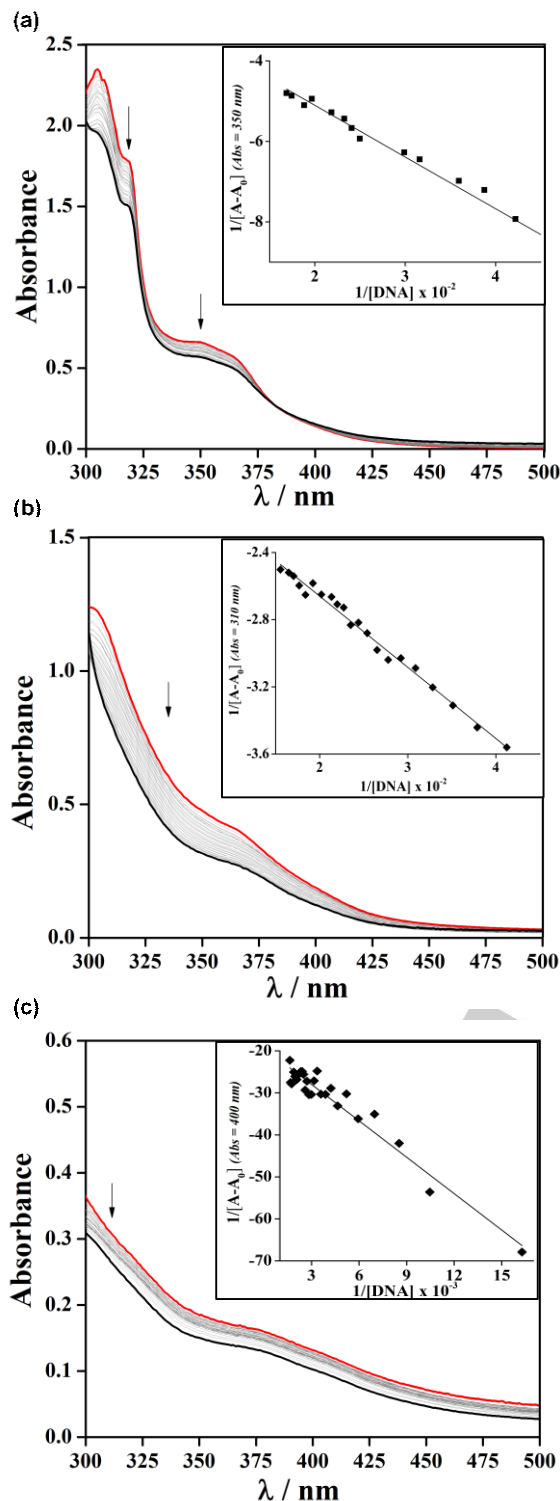 (a)
2.5
2.0
1.5
1.0
0.5
0.0
Absorbance
300 325 350 375 400 425 450 475 500
λ / nm
-4
-6
-8
1/[A-A₀] (Abs = 350 nm)
2 3 4
1/[DNA] x 10⁻²
(b)
1.5
1.0
0.5
0.0
Absorbance
300 325 350 375 400 425 450 475 500
λ / nm
-2.4
-2.8
-3.2
-3.6
1/[A-A₀] (Abs = 310 nm)
2 3 4
1/[DNA] x 10⁻²
(c)
0.6
0.5
0.4
0.3
0.2
0.1
0.0
Absorbance
300 325 350 375 400 425 450 475 500
λ / nm
-20
-30
-40
-50
-60
-70
1/[A-A₀] (Abs = 400 nm)
3 6 9 12 15
1/[DNA] x 10⁻³